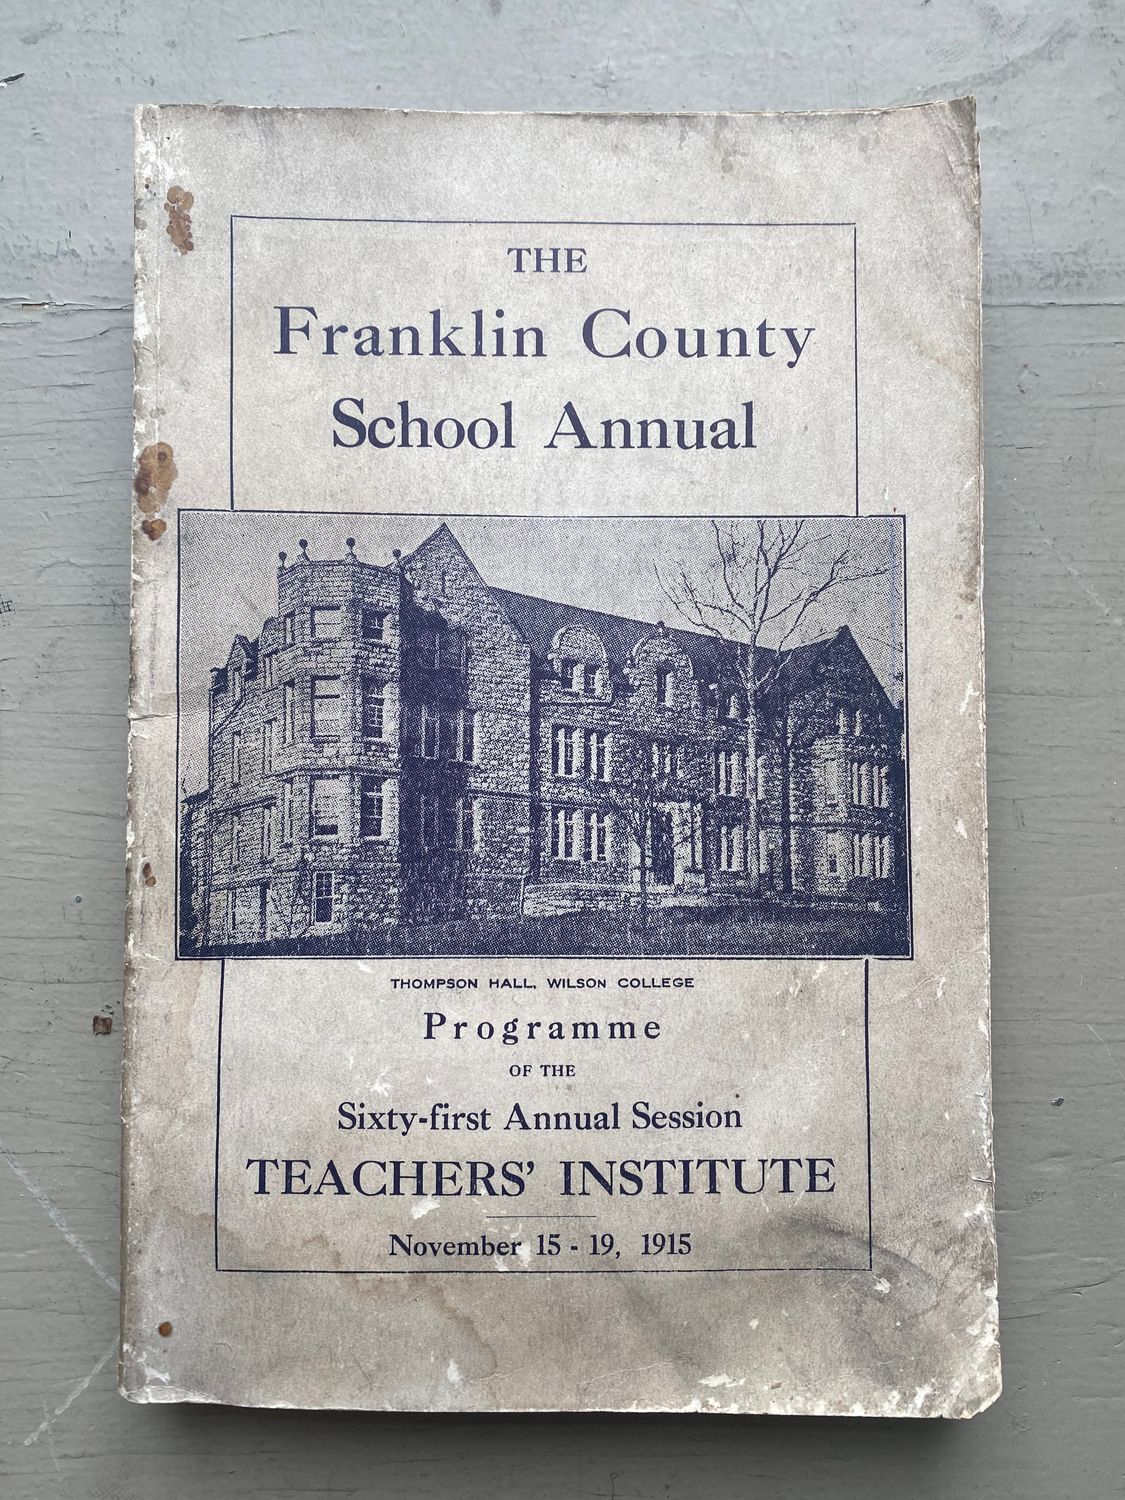 THE
Franklin County
School Annual
THOMPSON HALL, WILSON COLLEGE
Programme
OF THE
Sixty-first Annual Session
TEACHERS' INSTITUTE
November 15 - 19, 1915